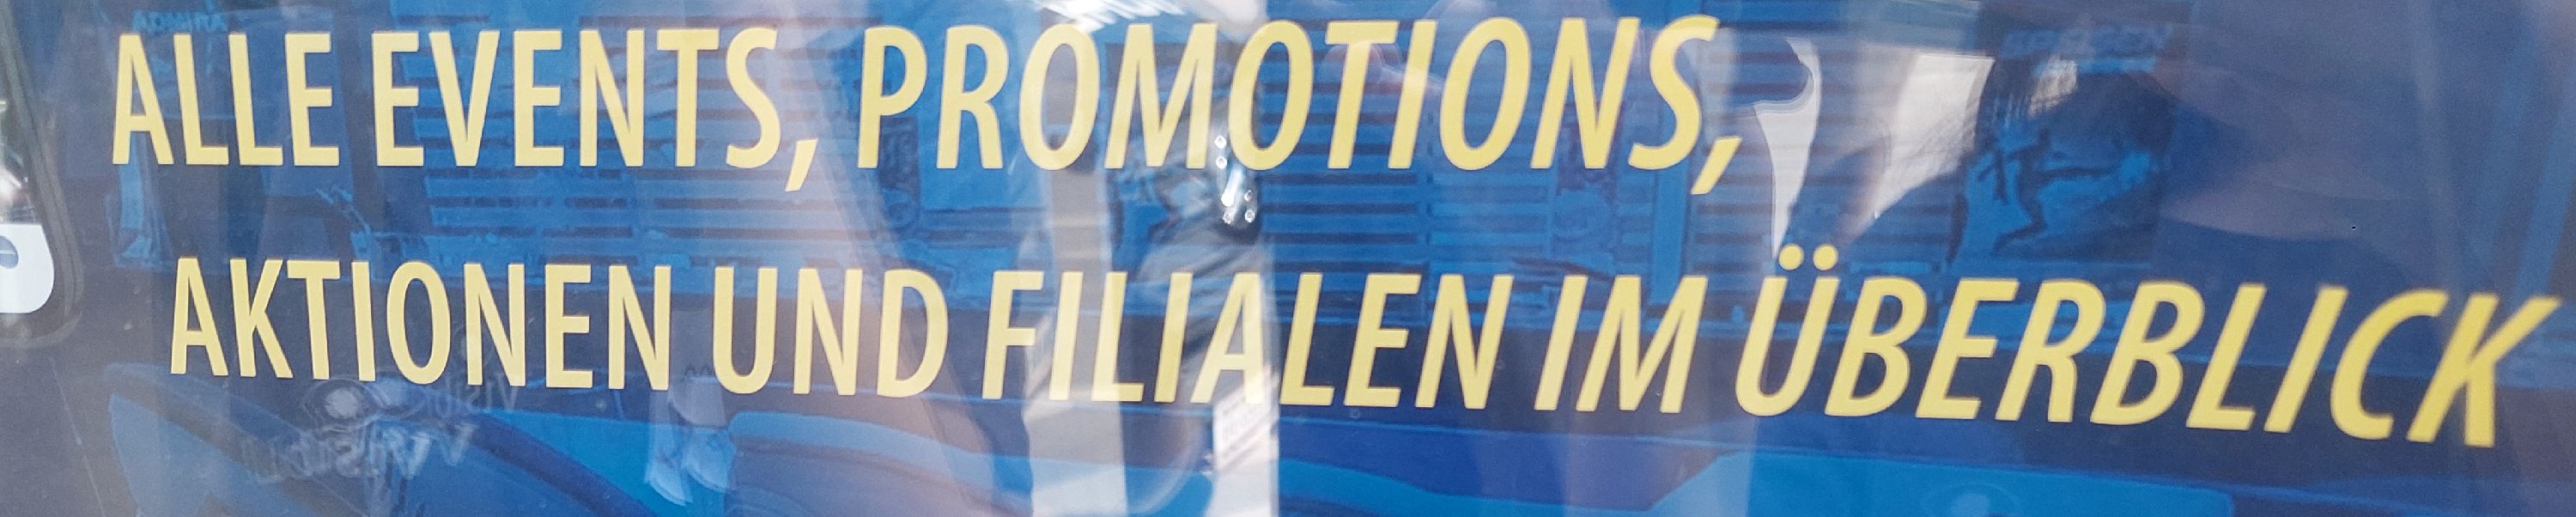 ALLE EVENTS, PROMOTIONS,
AKTIONEN UND FILIALEN IM ÜBERBLICK